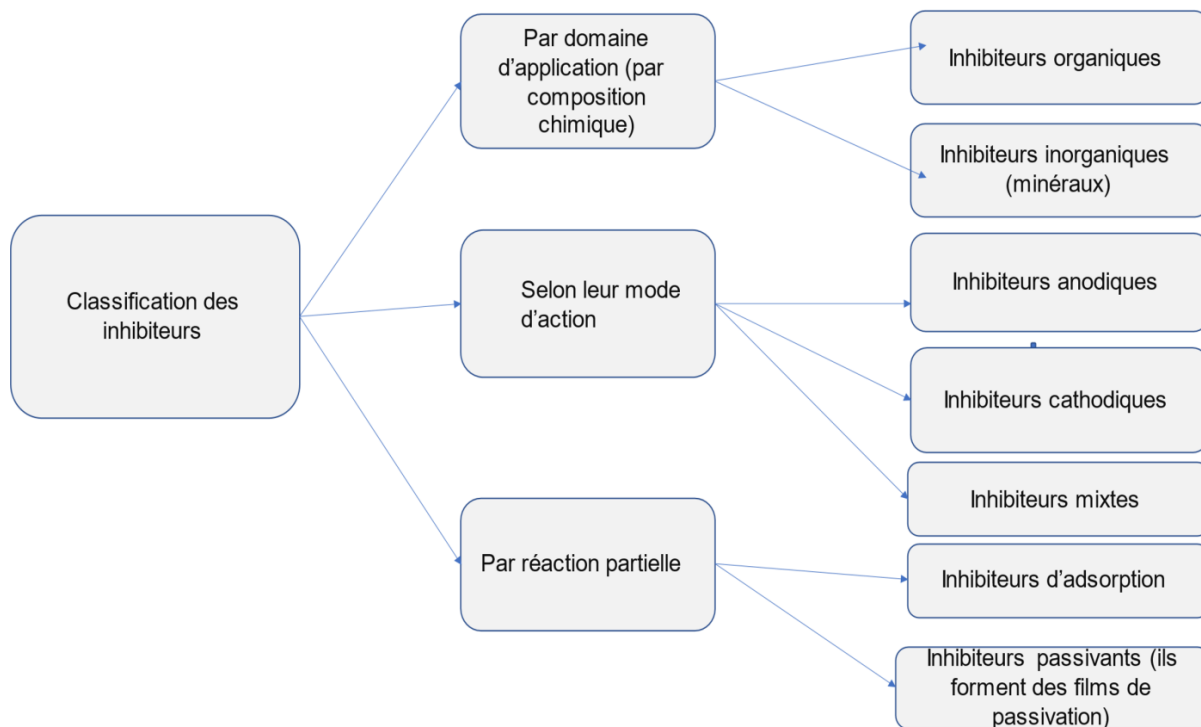 Classification des
inhibiteurs
Par domaine
d’application (par
composition
chimique)
Inhibiteurs organiques
Inhibiteurs inorganiques
(minéraux)
Selon leur mode
d’action
Inhibiteurs anodiques
Inhibiteurs cathodiques
Inhibiteurs mixtes
Par réaction partielle
Inhibiteurs d’adsorption
Inhibiteurs passivants (ils
forment des films de
passivation)